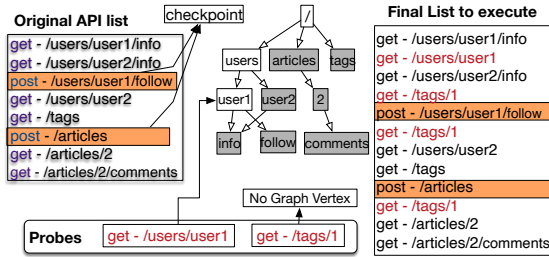 Original API list
get - /users/user1/info
get - /users/user2/info
post - /users/user1/follow
get - /users/user2
get - /tags
post - /articles
get - /articles/2
get - /articles/2/comments
checkpoint
/
users
articles
tags
user1
user2
2
info
follow
comments
No Graph Vertex
Probes
get - /users/user1
get - /tags/1
Final List to execute
get - /users/user1/info
get - /users/user1
get - /users/user2/info
get - /tags/1
post - /users/user1/follow
get - /tags/1
get - /users/user2
get - /tags
post - /articles
get - /tags/1
get - /articles/2
get - /articles/2/comments